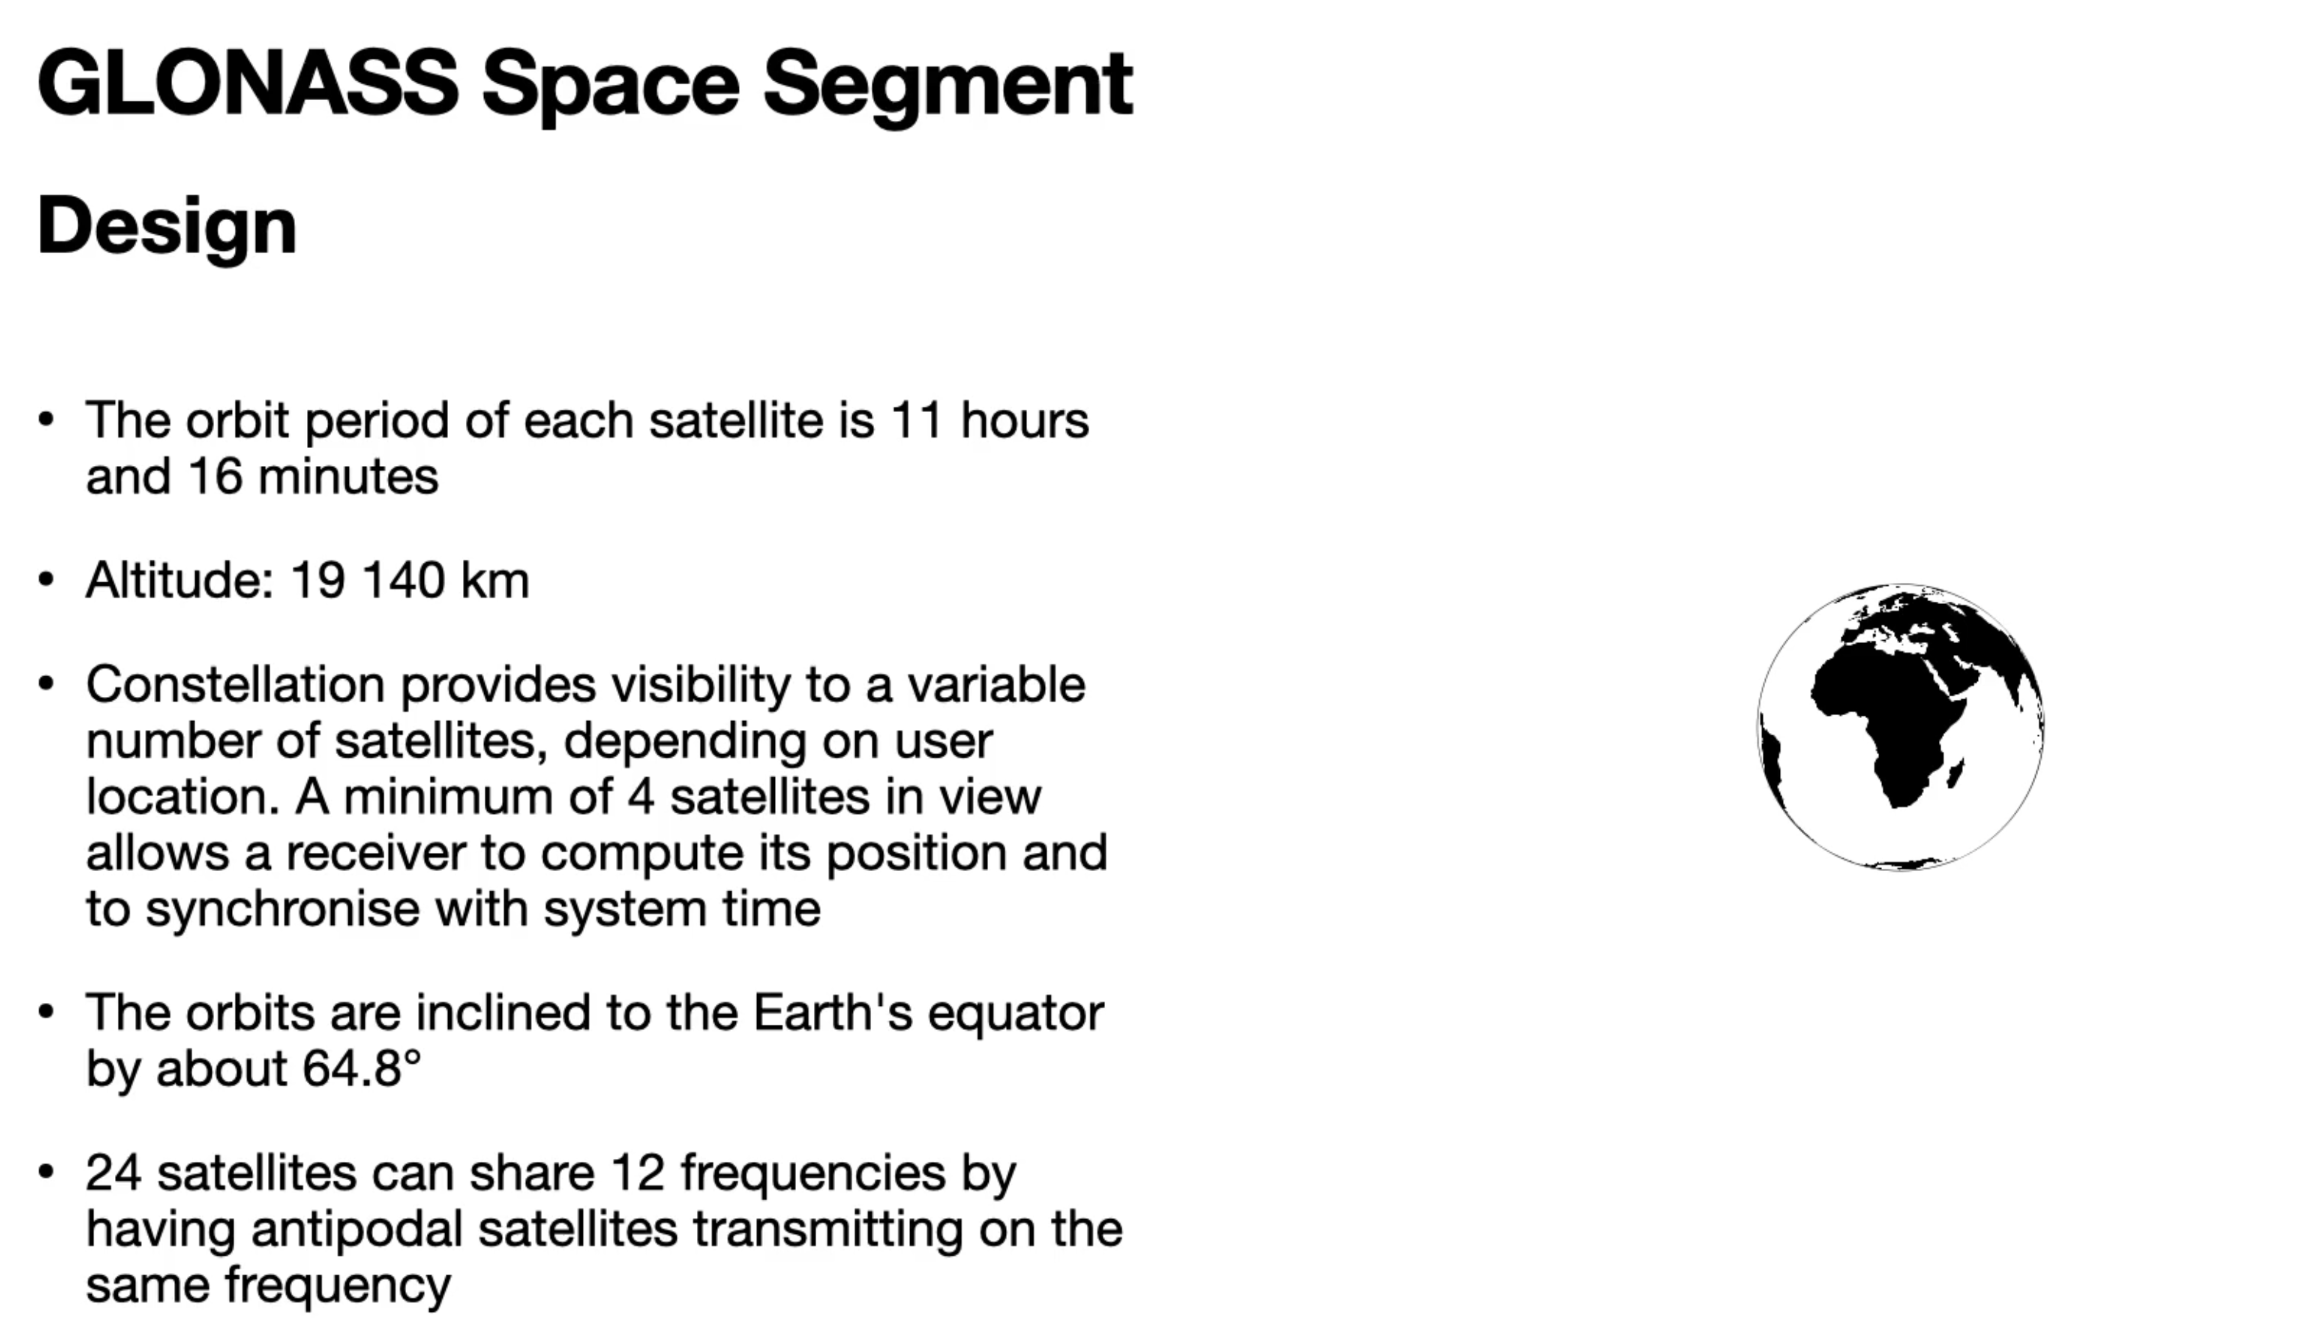 GLONASS Space Segment
Design
• The orbit period of each satellite is 11 hours
and 16 minutes
• Altitude: 19 140 km
• Constellation provides visibility to a variable
number of satellites, depending on user
location. A minimum of 4 satellites in view
allows a receiver to compute its position and
to synchronise with system time
• The orbits are inclined to the Earth's equator
by about 64.8°
• 24 satellites can share 12 frequencies by
having antipodal satellites transmitting on the
same frequency